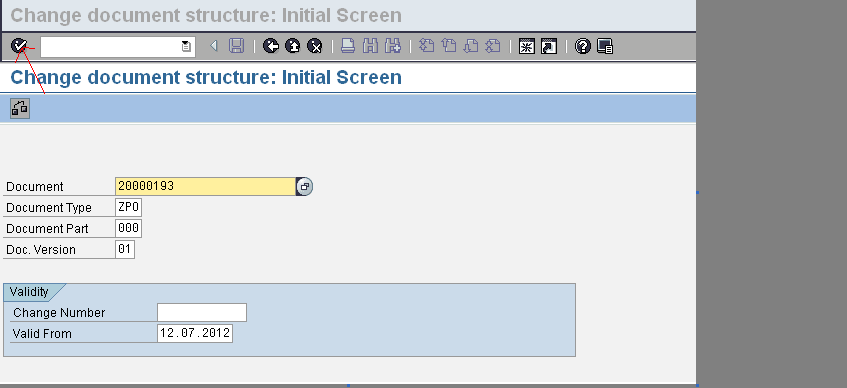 Change document structure: Initial Screen
Change document structure: Initial Screen
Document 20000193
Document Type ZPO
Document Part 000
Doc. Version 01
Validity
Change Number
Valid From 12.07.2012